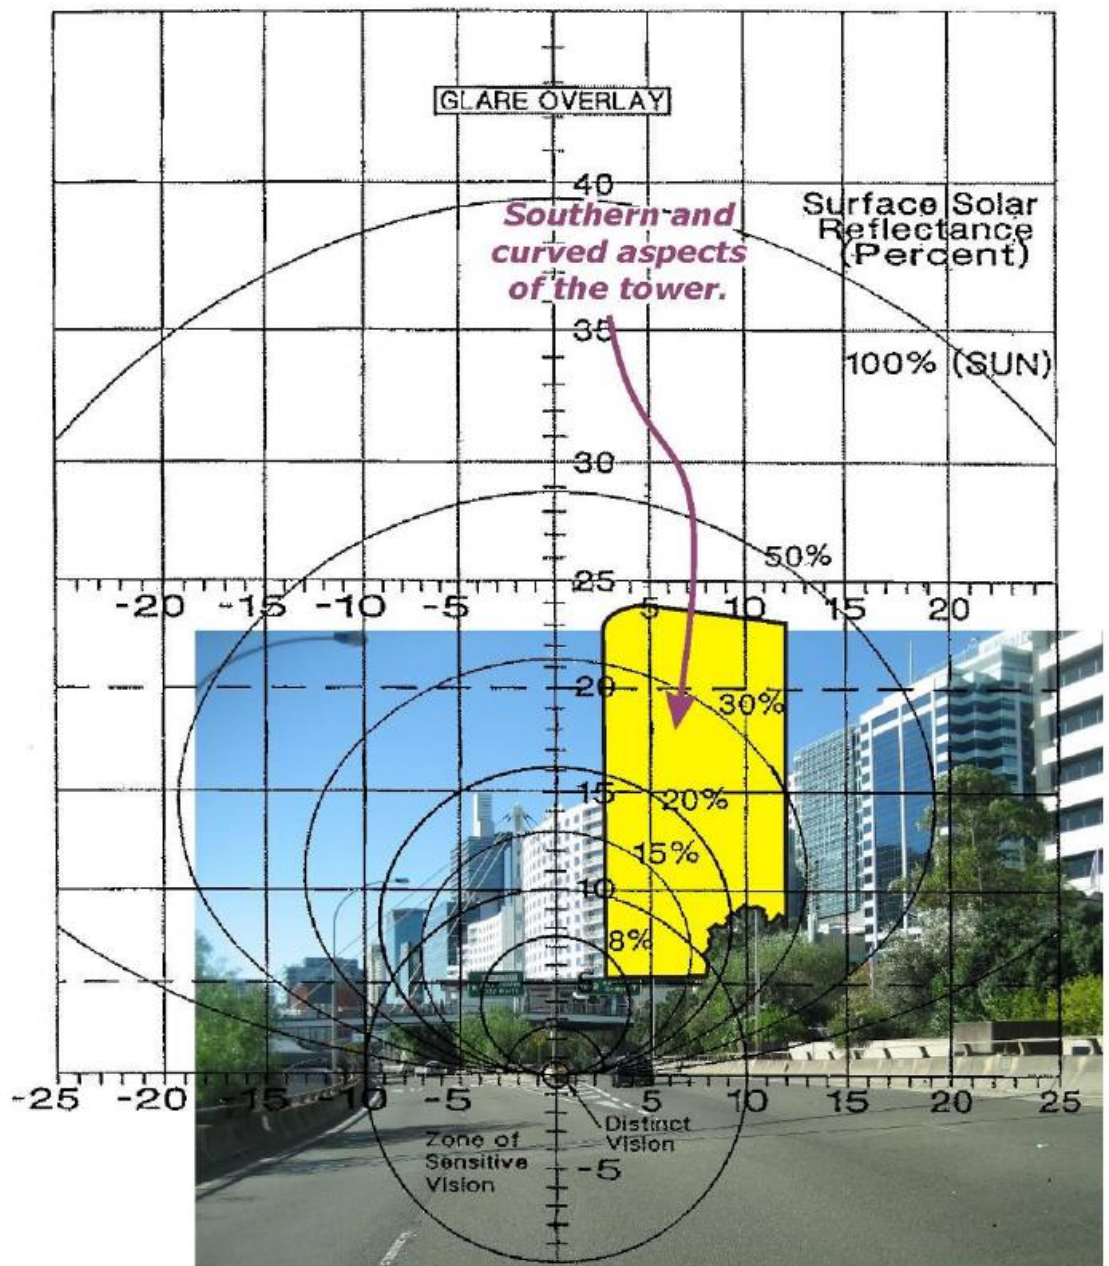 GLARE OVERLAY
40
Southern and
curved aspects
of the tower.
Surface Solar
Reflectance
(Percent)
35
100% (SUN)
30
50%
25
-20 -15 -10 -5 5 10 15 20
20
30%
15
20%
15%
10
8%
5
-25 -20 -15 -10 -5 5 10 15 20 25
Distinct
Vision
Zone of
Sensitive
Vision
-5